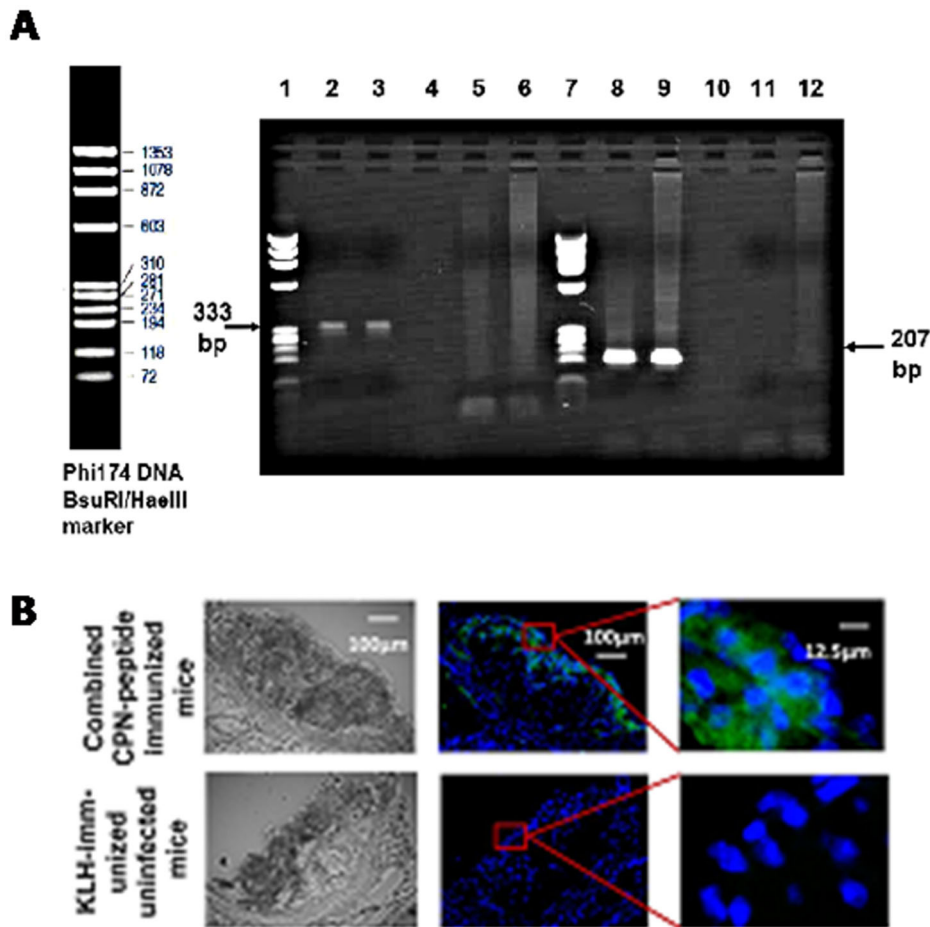 A
1 2 3 4 5 6 7 8 9 10 11 12
1353
1078
872
603
310
281
271
234
194
118
72
333
bp
207
bp
Phi174 DNA
BsuRI/HaeIII
marker
B
Combined
CPN-peptide
immunized
mice
100µm
100µm
12.5µm
KLH-imm-
unized
uninfected
mice